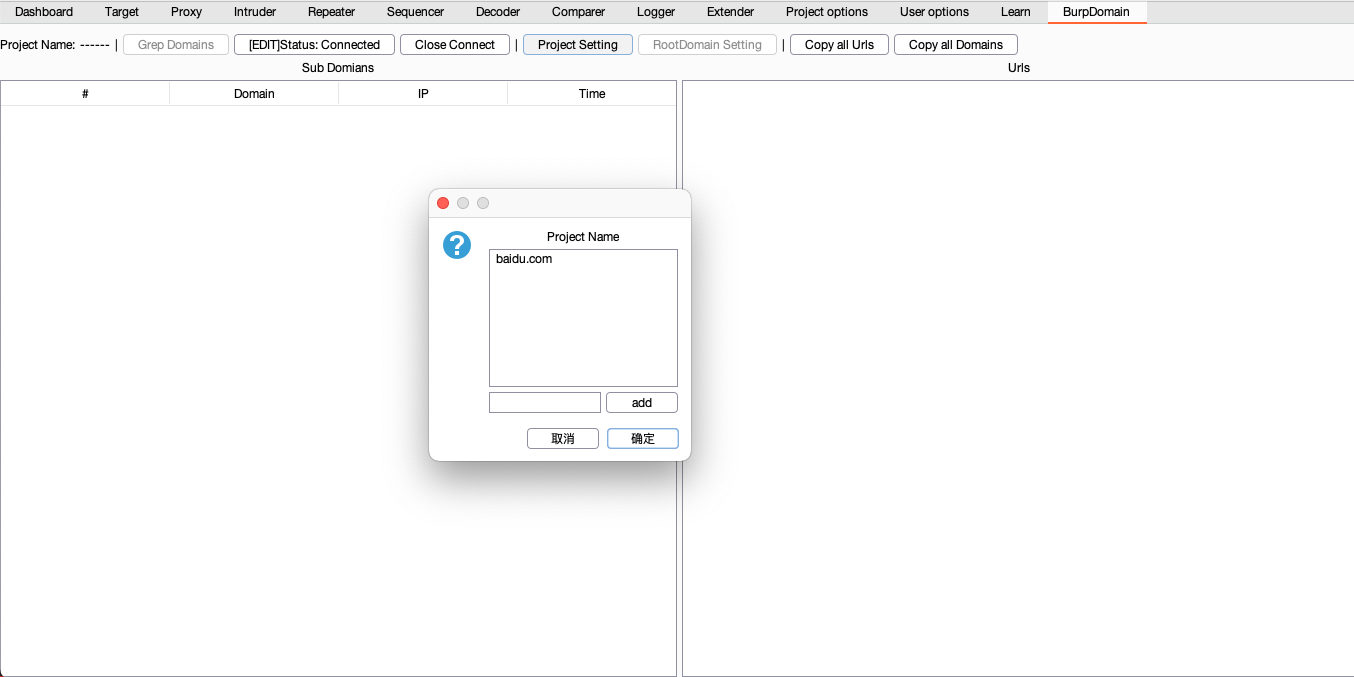 Dashboard Target Proxy Intruder Repeater Sequencer Decoder Comparer Logger Extender Project options User options Learn BurpDomain
Project Name: ------ | Grep Domains [EDIT]Status: Connected Close Connect | Project Setting RootDomain Setting | Copy all Urls Copy all Domains
Sub Domians Urls
# Domain IP Time
Project Name
baidu.com
add
取消 确定